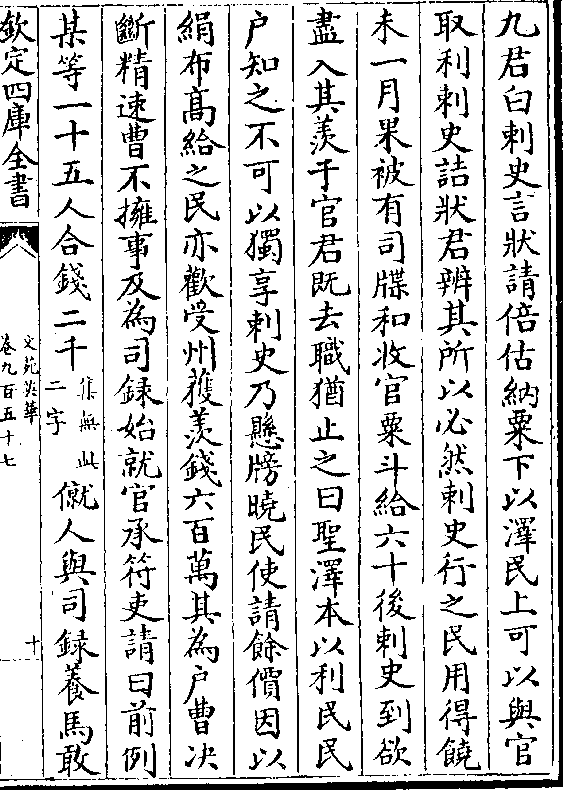 九君白刺史言狀請倍估納粟下以澤民上可以與官
取利刺史詰狀君辨其所以必然刺史行之民用得饒
未一月果被有司牒和收官粟斗給六十後刺史到欲
盡入其羨于官君既去職猶止之曰聖澤本以利民民
户知之不可以獨享刺史乃懸牓曉民使請餘價因以
絹布髙給之民亦歡受州獲羨錢六百萬其為户曹决
斷精速曹不擁事及為司録始就官承符吏請曰前例
某等一十五人合錢二千集無此二字僦人與司録養馬敢
欽定四庫全書
文苑英華
卷九百五十七
十